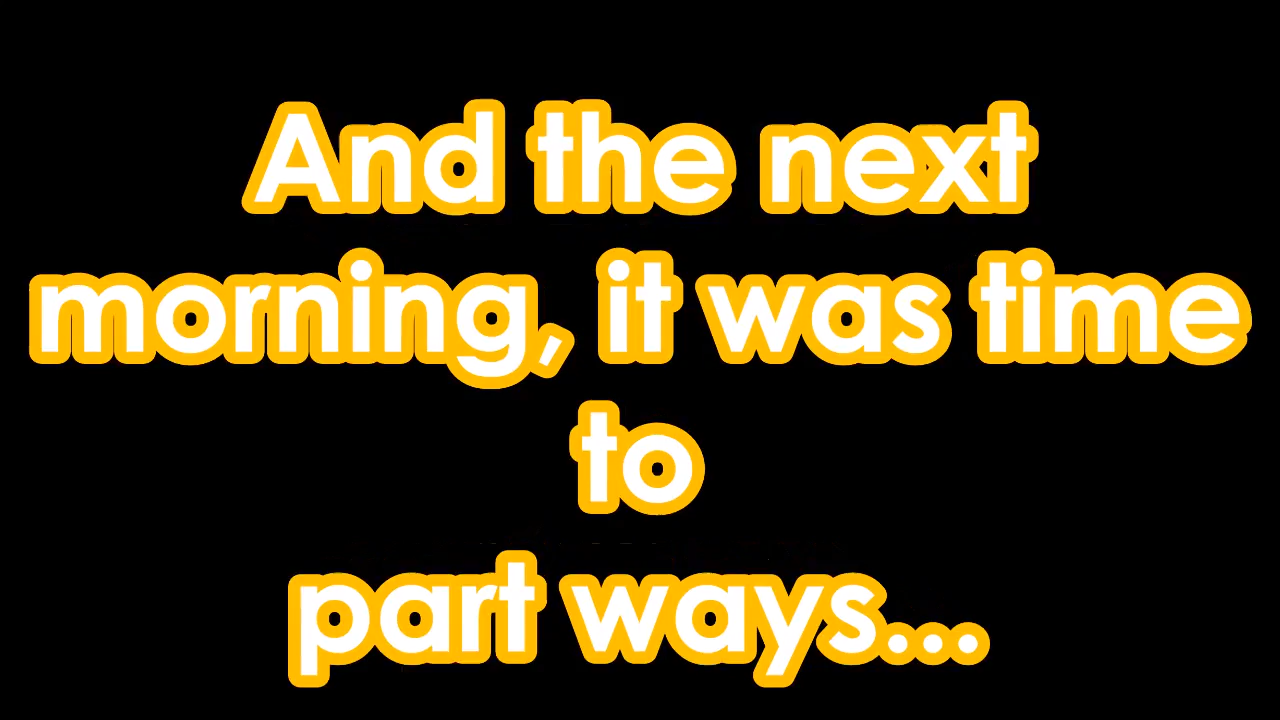 And the next
morning, it was time
to
part ways...